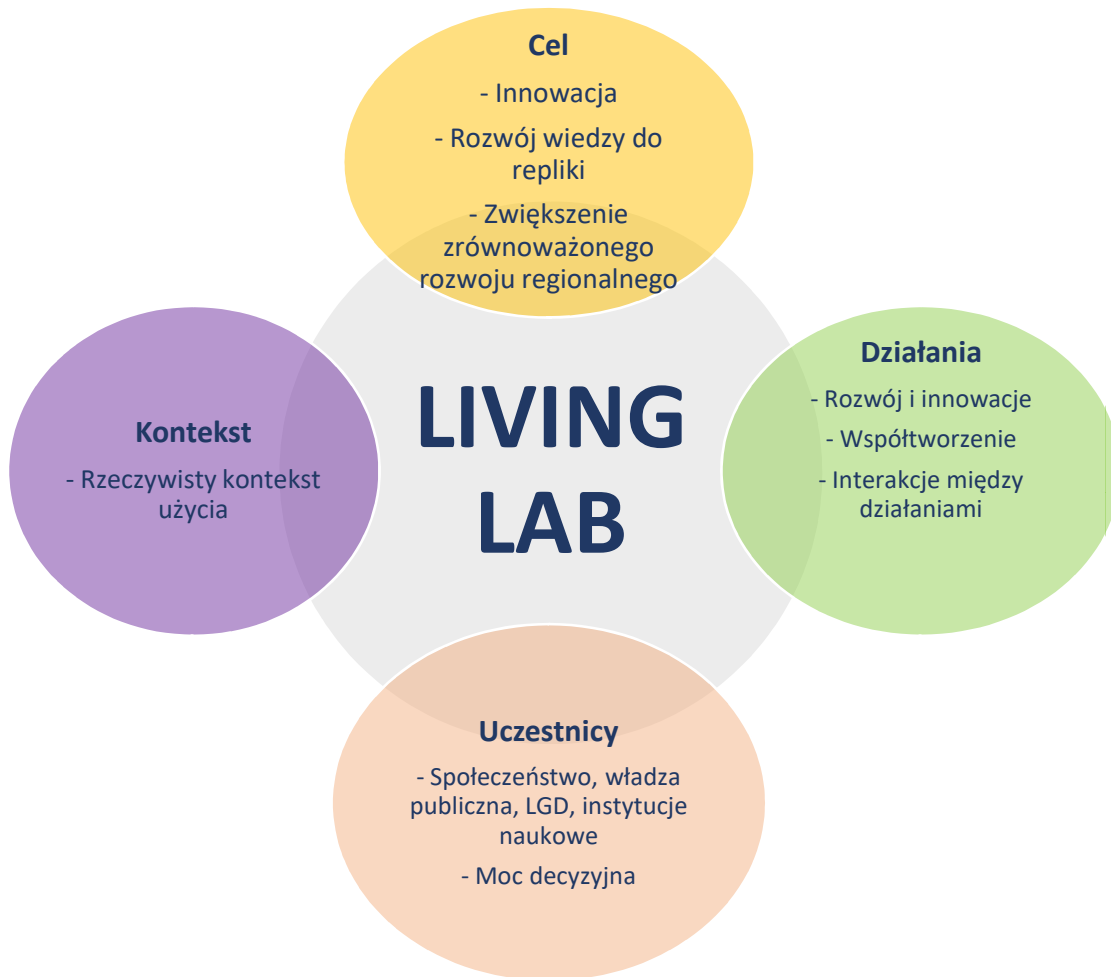 Cel
- Innowacja
- Rozwój wiedzy do
repliki
- Zwiększenie
zrównoważonego
rozwoju regionalnego
Kontekst
- Rzeczywisty kontekst
użycia
LIVING
LAB
Działania
- Rozwój i innowacje
- Współtworzenie
- Interakcje między
działaniami
Uczestnicy
- Społeczeństwo, władza
publiczna, LGD, instytucje
naukowe
- Moc decyzyjna